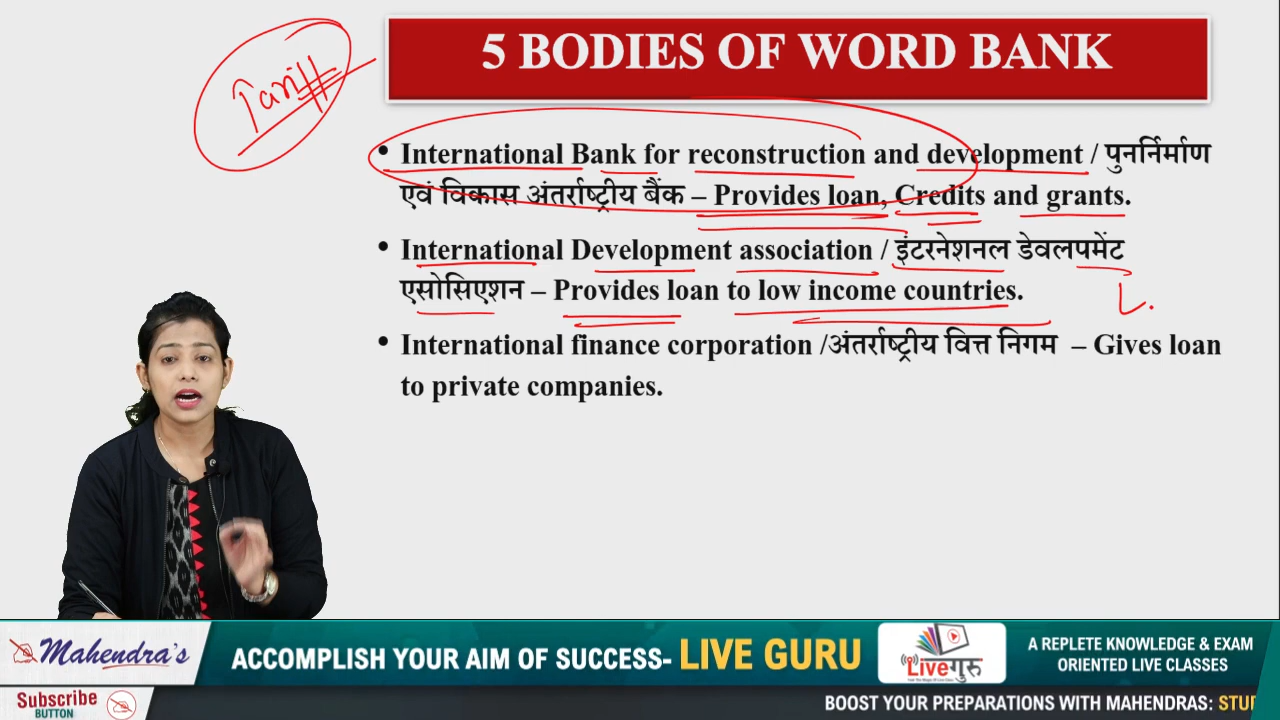 Tariff
5 BODIES OF WORD BANK
• International Bank for reconstruction and development / पुनर्निर्माण
एवं विकास अंतर्राष्ट्रीय बैंक – Provides loan, Credits and grants.
• International Development association / इंटरनेशनल डेवलपमेंट
एसोसिएशन – Provides loan to low income countries.
L.
• International finance corporation /अंतर्राष्ट्रीय वित्त निगम – Gives loan
to private companies.
Mahendra's
ACCOMPLISH YOUR AIM OF SUCCESS- LIVE GURU
Liveगुरु
A REPLETE KNOWLEDGE & EXAM
ORIENTED LIVE CLASSES
Subscribe
BUTTON
BOOST YOUR PREPARATIONS WITH MAHENDRAS: STU